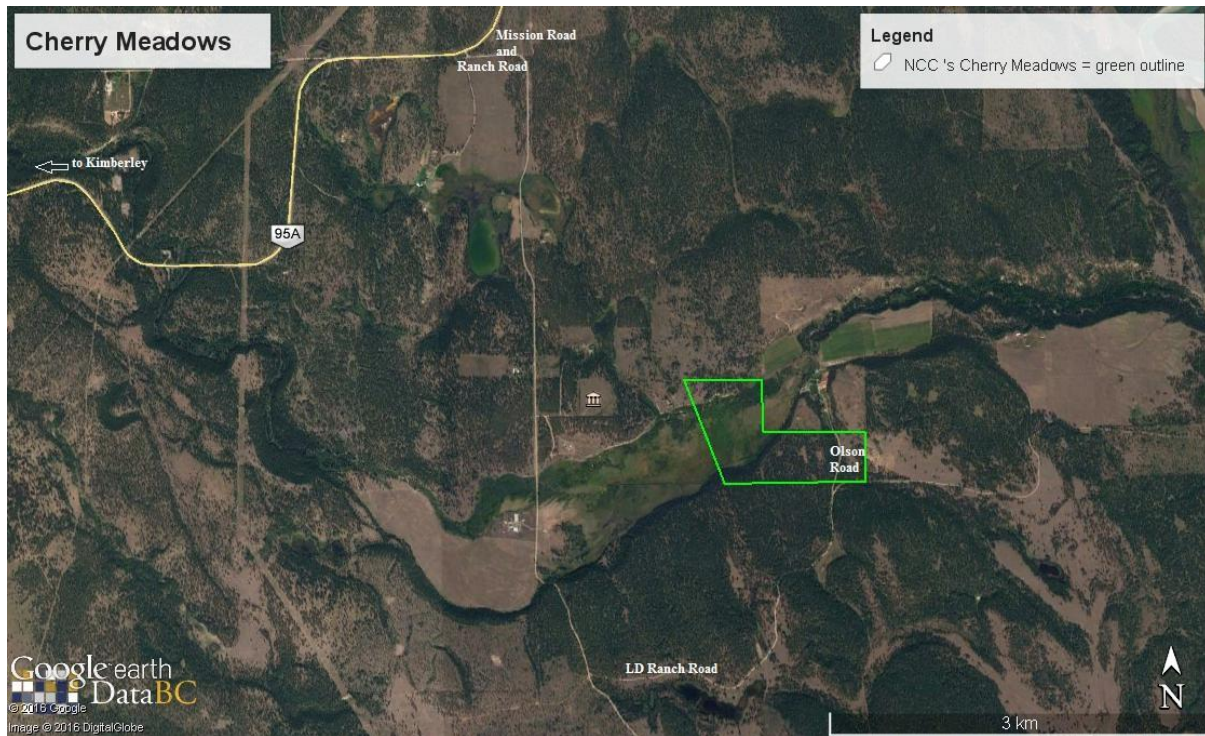 Cherry Meadows
Legend
NCC 's Cherry Meadows = green outline
Mission Road
and
Ranch Road
to Kimberley
95A
Olson
Road
LD Ranch Road
Google earth
DataBC
© 2016 Google
Image © 2016 DigitalGlobe
N
3 km